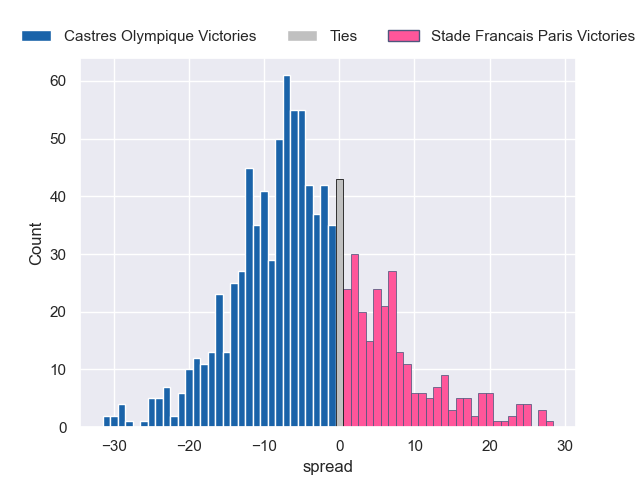 Castres Olympique Victories Ties Stade Francais Paris Victories
60
50
40
30
20
10
0
Count
−30 −20 −10 0 10 20 30
spread